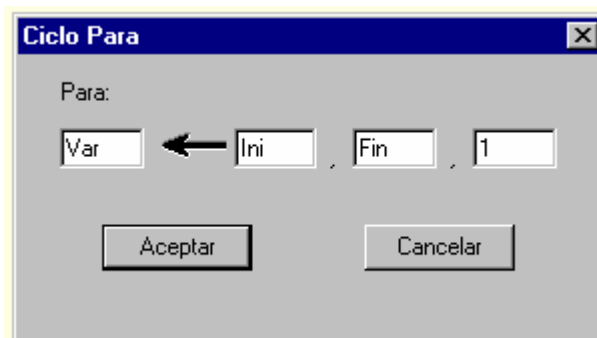 Ciclo Para
Para:
Var Ini , Fin , 1
Aceptar Cancelar